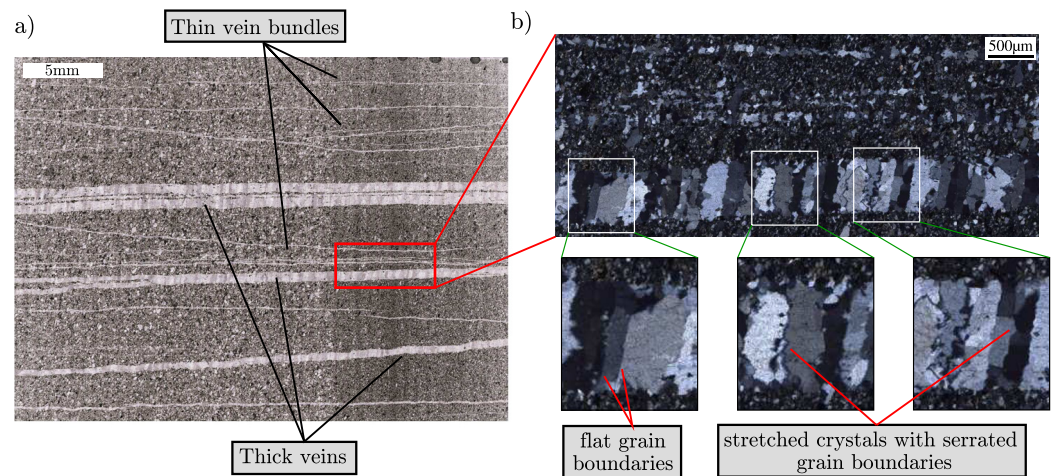 a)
Thin vein bundles
5mm
Thick veins
b)
500μm
flat grain
boundaries
stretched crystals with serrated
grain boundaries